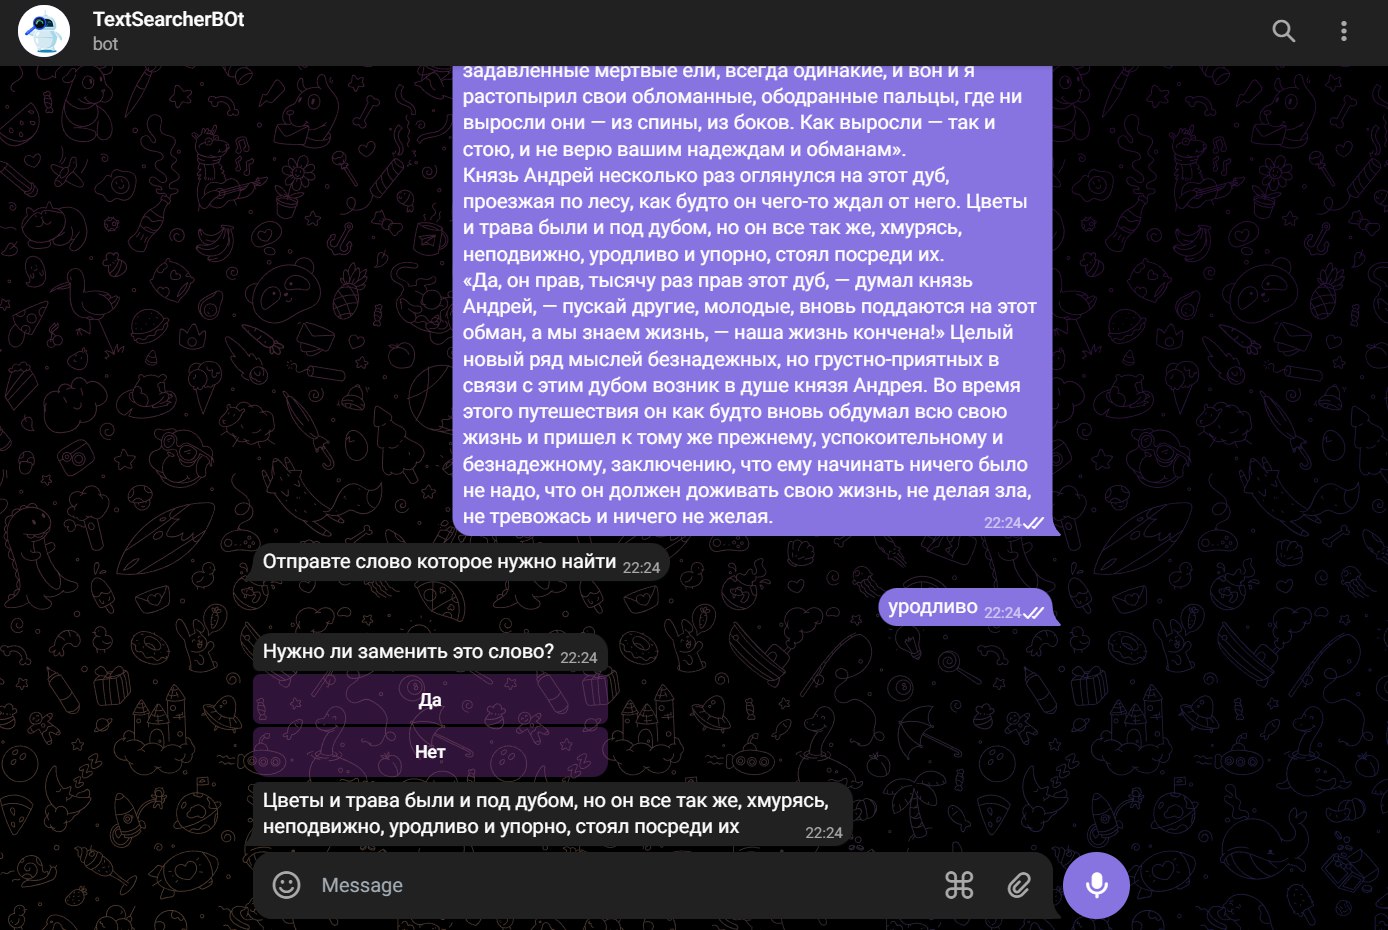 TextSearcherBOt
bot
задавленные мертвые ели, всегда одинакие, и вон и я
растопырил свои обломанные, ободранные пальцы, где ни
выросли они — из спины, из боков. Как выросли — так и
стою, и не верю вашим надеждам и обманам».
Князь Андрей несколько раз оглянулся на этот дуб,
проезжая по лесу, как будто он чего-то ждал от него. Цветы
и трава были и под дубом, но он все так же, хмурясь,
неподвижно, уродливо и упорно, стоял посреди их.
«Да, он прав, тысячу раз прав этот дуб, — думал князь
Андрей, — пускай другие, молодые, вновь поддаются на этот
обман, а мы знаем жизнь, — наша жизнь кончена!» Целый
новый ряд мыслей безнадежных, но грустно-приятных в
связи с этим дубом возник в душе князя Андрея. Во время
этого путешествия он как будто вновь обдумал всю свою
жизнь и пришел к тому же прежнему, успокоительному и
безнадежному, заключению, что ему начинать ничего было
не надо, что он должен доживать свою жизнь, не делая зла,
не тревожась и ничего не желая.
22:24
Отправте слово которое нужно найти 22:24
уродливо 22:24
Нужно ли заменить это слово? 22:24
Да
Нет
Цветы и трава были и под дубом, но он все так же, хмурясь,
неподвижно, уродливо и упорно, стоял посреди их
22:24
Message